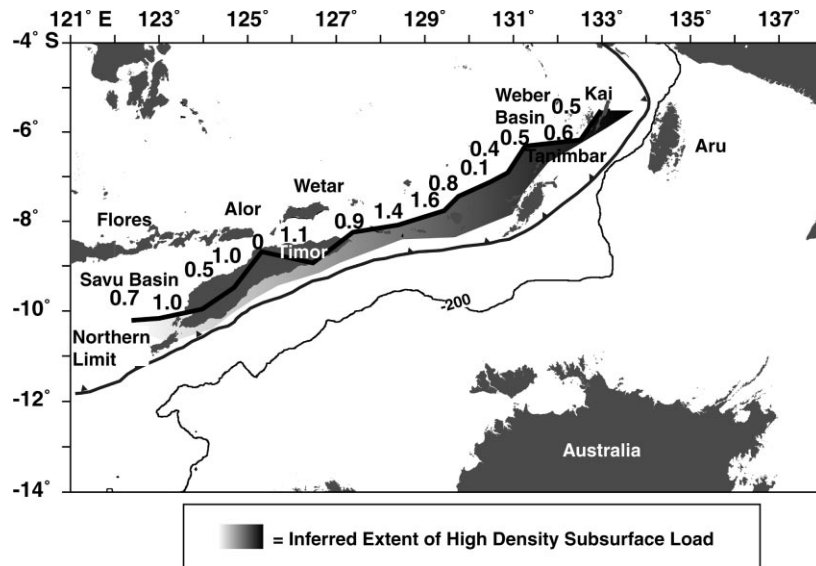 121° E 123° 125° 127° 129° 131° 133° 135° 137°
-4° S
-6°
-8°
-10°
-12°
-14°
Weber
Basin
Kai
0.5
0.6
0.5
0.4
0.1
Tanimbar
Aru
0.8
1.6
1.4
0.9
Wetar
Alor
Flores
1.1
0
1.0
0.5
Timor
Savu Basin
0.7
1.0
Northern
Limit
-200
Australia
= Inferred Extent of High Density Subsurface Load